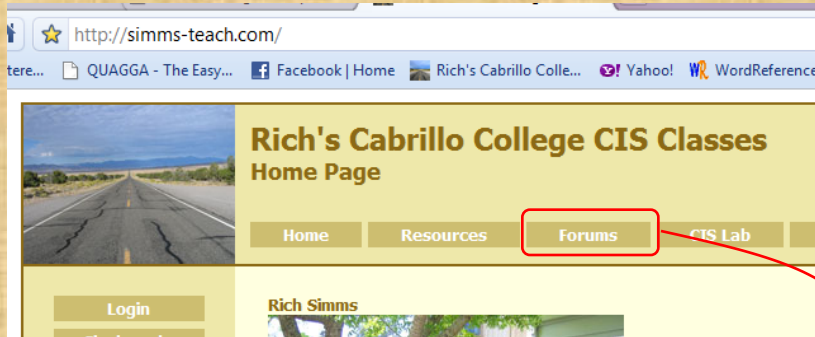 http://simms-teach.com/
tere... QUAGGA - The Easy... Facebook | Home Rich's Cabrillo Colle... Yahoo! WordReference
Rich's Cabrillo College CIS Classes
Home Page
Home Resources Forums CIS Lab
Login
Rich Simms